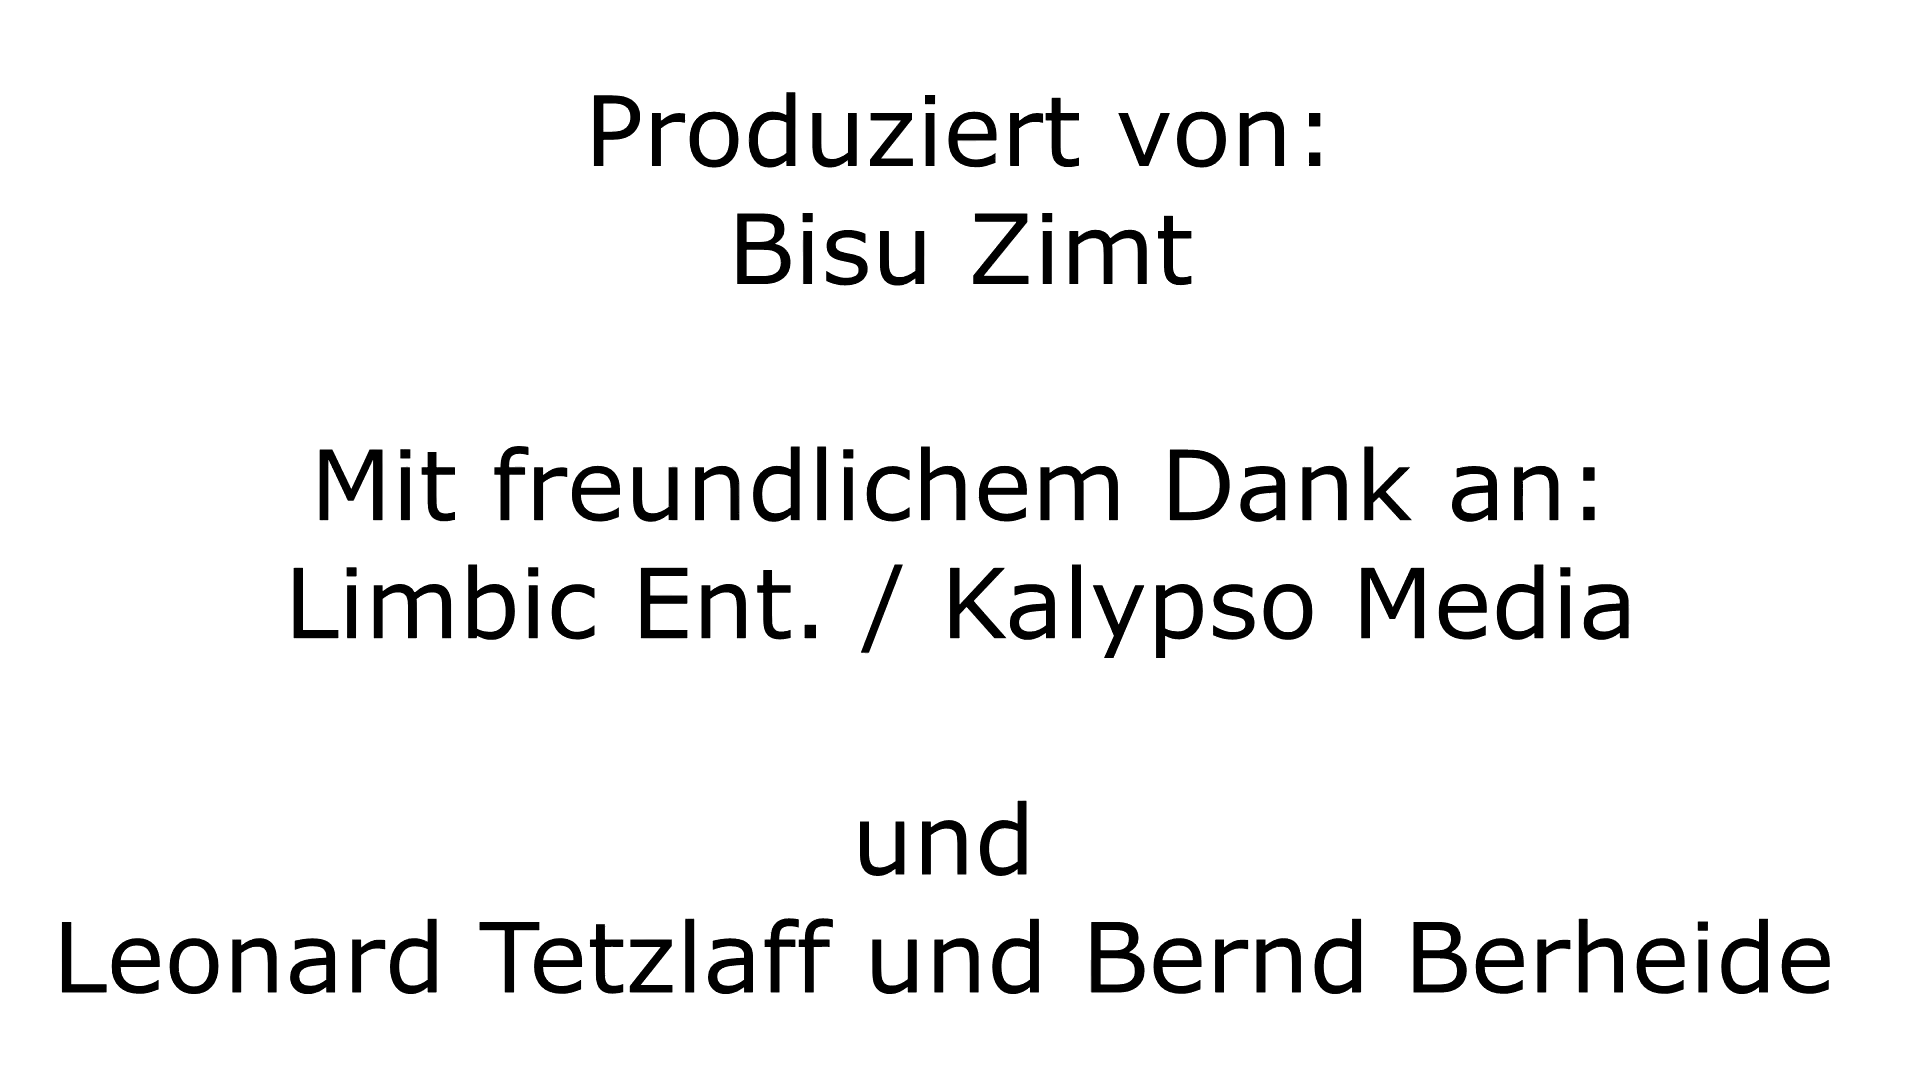 Produziert von:
Bisu Zimt
Mit freundlichem Dank an:
Limbic Ent. / Kalypso Media
und
Leonard Tetzlaff und Bernd Berheide